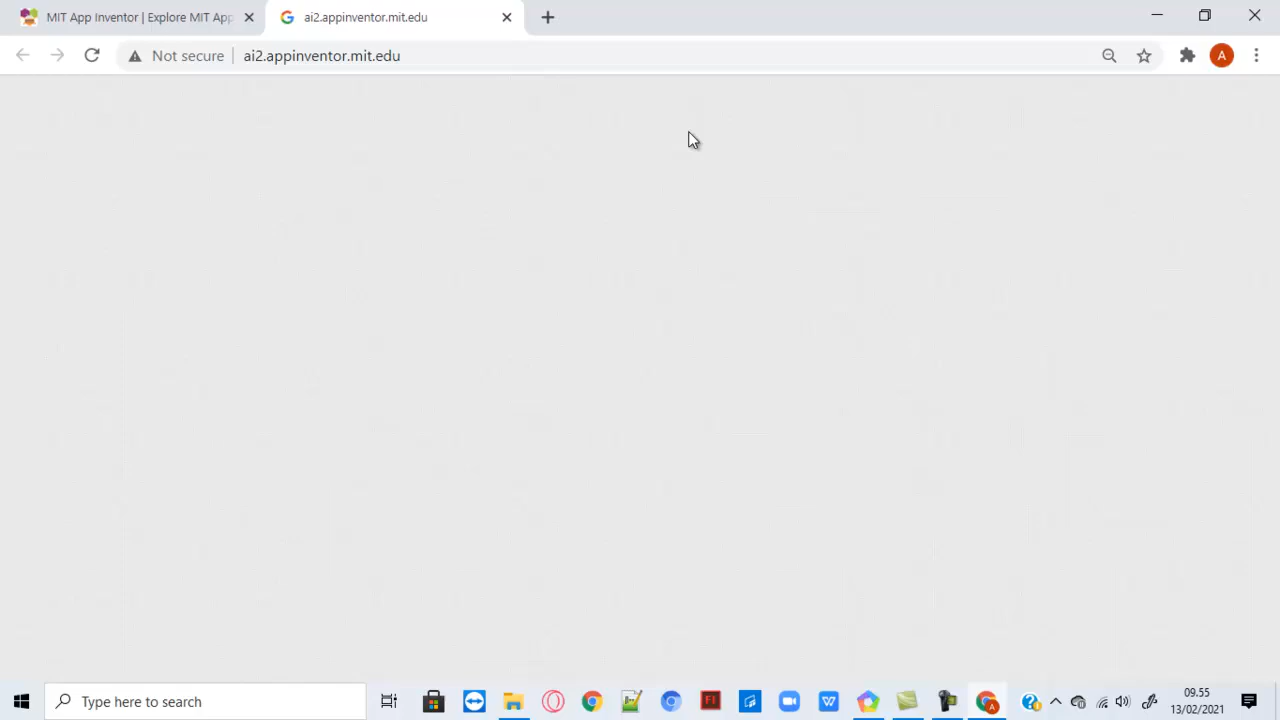 MIT App Inventor | Explore MIT App
ai2.appinventor.mit.edu
Not secure
ai2.appinventor.mit.edu
A
Type here to search
09.55
13/02/2021